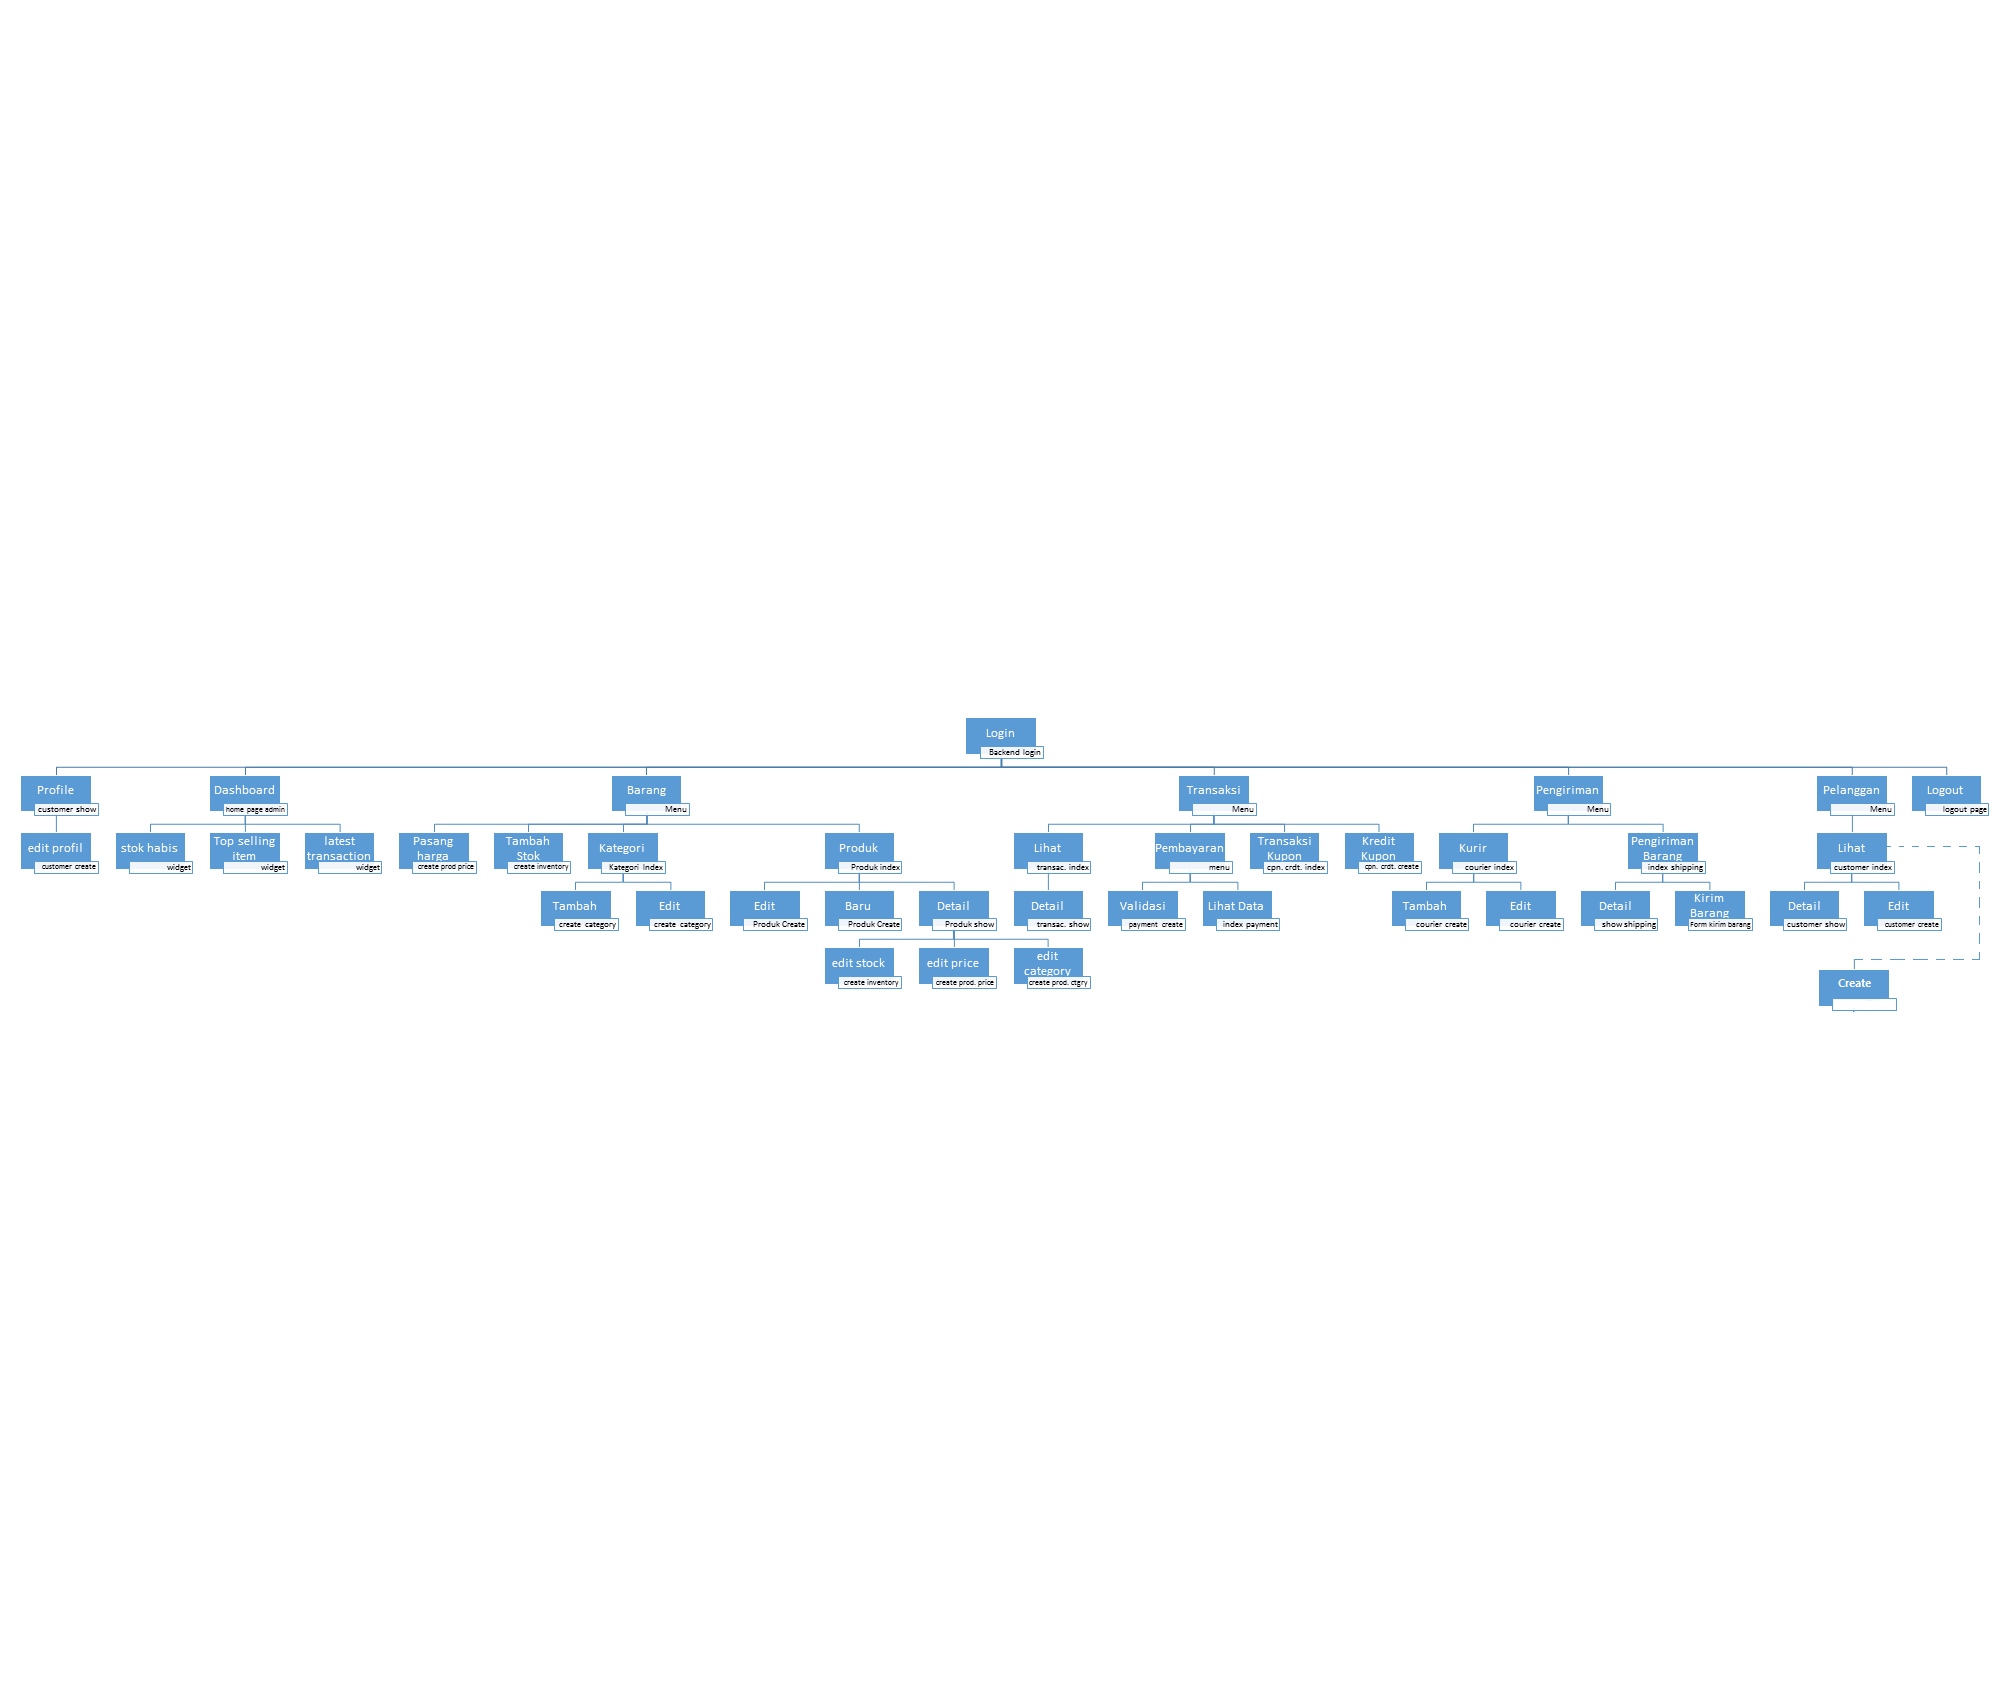 Login
Backend login
Profile
customer show
Dashboard
home page admin
Barang
Menu
Transaksi
Menu
Pengiriman
Menu
Pelanggan
Menu
Logout
logout page
edit profil
customer create
stok habis
widget
Top selling
item
widget
latest
transaction
widget
Pasang
harga
create prod price
Tambah
Stok
create inventory
Kategori
Kategori Index
Produk
Produk index
Lihat
transac. index
Pembayaran
menu
Transaksi
Kupon
cpn. crdt. index
Kredit
Kupon
cpn. crdt. create
Kurir
courier index
Pengiriman
Barang
index shipping
Lihat
customer index
Tambah
create category
Edit
create category
Edit
Produk Create
Baru
Produk Create
Detail
Produk show
Detail
transac. show
Validasi
payment create
Lihat Data
index payment
Tambah
courier create
Edit
courier create
Detail
show shipping
Kirim
Barang
Form kirim barang
Detail
customer show
Edit
customer create
edit stock
create inventory
edit price
create prod. price
edit
category
create prod. ctgry
Create